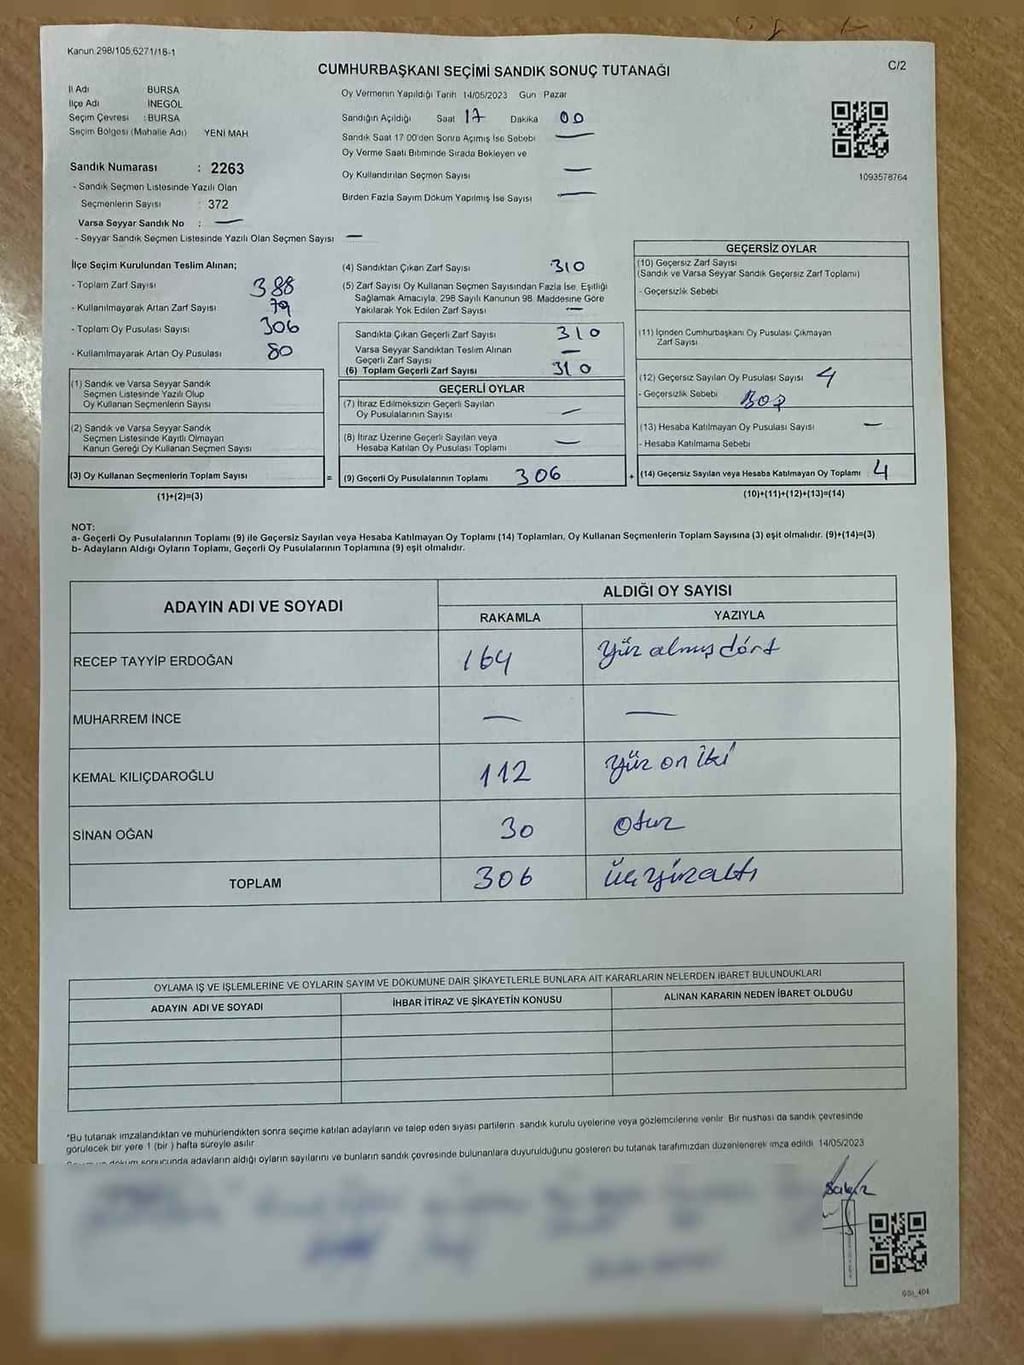 Kanun 298/105,6271/16-1
C/2
CUMHURBAŞKANI SEÇİMİ SANDIK SONUÇ TUTANAĞI
İl Adı BURSA
İlçe Adı İNEGÖL
Seçim Çevresi : BURSA
Seçim Bölgesi (Mahalle Adı) YENİ MAH
Sandık Numarası : 2263
- Sandık Seçmen Listesinde Yazılı Olan
Seçmenlerin Sayısı : 372
Varsa Seyyar Sandık No : —
- Seyyar Sandık Seçmen Listesinde Yazılı Olan Seçmen Sayısı —
Oy Vermenin Yapıldığı Tarih 14/05/2023 Gün Pazar
Sandığın Açıldığı Saat 17 Dakika 00
Sandık Saat 17 00'den Sonra Açılmış İse Sebebi —
Oy Verme Saati Bitiminde Sırada Bekleyen ve
Oy Kullandırılan Seçmen Sayısı —
Birden Fazla Sayım Döküm Yapılmış İse Sayısı —
1093578764
İlçe Seçim Kurulundan Teslim Alınan;
- Toplam Zarf Sayısı 388
- Kullanılmayarak Artan Zarf Sayısı 79
- Toplam Oy Pusulası Sayısı 306
- Kullanılmayarak Artan Oy Pusulası 80
(1) Sandık ve Varsa Seyyar Sandık
Seçmen Listesinde Yazılı Olup
Oy Kullanan Seçmenlerin Sayısı
(2) Sandık ve Varsa Seyyar Sandık
Seçmen Listesinde Kayıtlı Olmayan
Kanun Gereği Oy Kullanan Seçmen Sayısı
(3) Oy Kullanan Seçmenlerin Toplam Sayısı =
(1)+(2)=(3)
(4) Sandıktan Çıkan Zarf Sayısı 310
(5) Zarf Sayısı Oy Kullanan Seçmen Sayısından Fazla İse, Eşitliği
Sağlamak Amacıyla, 298 Sayılı Kanunun 98. Maddesine Göre
Yakılarak Yok Edilen Zarf Sayısı —
Sandıkta Çıkan Geçerli Zarf Sayısı 310
Varsa Seyyar Sandıktan Teslim Alınan
Geçerli Zarf Sayısı —
(6) Toplam Geçerli Zarf Sayısı 310
GEÇERLİ OYLAR
(7) İtiraz Edilmeksizin Geçerli Sayılan
Oy Pusulalarının Sayısı —
(8) İtiraz Üzerine Geçerli Sayılan veya
Hesaba Katılan Oy Pusulası Toplamı —
(9) Geçerli Oy Pusulalarının Toplamı 306 +
GEÇERSİZ OYLAR
(10) Geçersiz Zarf Sayısı
(Sandık ve Varsa Seyyar Sandık Geçersiz Zarf Toplamı)
- Geçersizlik Sebebi
(11) İçinden Cumhurbaşkanı Oy Pusulası Çıkmayan
Zarf Sayısı
(12) Geçersiz Sayılan Oy Pusulası Sayısı 4
- Geçersizlik Sebebi
(13) Hesaba Katılmayan Oy Pusulası Sayısı —
- Hesaba Katılmama Sebebi
(14) Geçersiz Sayılan veya Hesaba Katılmayan Oy Toplamı 4
(10)+(11)+(12)+(13)=(14)
NOT:
a- Geçerli Oy Pusulalarının Toplamı (9) ile Geçersiz Sayılan veya Hesaba Katılmayan Oy Toplamı (14) Toplamları, Oy Kullanan Seçmenlerin Toplam Sayısına (3) eşit olmalıdır. (9)+(14)=(3)
b- Adayların Aldığı Oyların Toplamı, Geçerli Oy Pusulalarının Toplamına (9) eşit olmalıdır.
ADAYIN ADI VE SOYADI ALDIĞI OY SAYISI
RAKAMLA YAZIYLA
RECEP TAYYİP ERDOĞAN 164 Yüz almış dört
MUHARREM İNCE — —
KEMAL KILIÇDAROĞLU 112 Yüz on iki
SİNAN OĞAN 30 Otuz
TOPLAM 306 üçyüzaltı
OYLAMA İŞ VE İŞLEMLERİNE VE OYLARIN SAYIM VE DÖKÜMÜNE DAİR ŞİKAYETLERLE BUNLARA AİT KARARLARIN NELERDEN İBARET BULUNDUKLARI
ADAYIN ADI VE SOYADI İHBAR İTİRAZ VE ŞİKAYETİN KONUSU ALINAN KARARIN NEDEN İBARET OLDUĞU
*Bu tutanak imzalandıktan ve mühürlendikten sonra seçime katılan adayların ve talep eden siyasi partilerin sandık kurulu üyelerine veya gözlemcilerine verilir. Bir nüshası da sandık çevresinde
görülecek bir yere 1 (bir ) hafta süreyle asılır
sonucunda adayların aldığı oyların sayılarını ve bunların sandık çevresinde bulunanlara duyurulduğunu gösteren bu tutanak tarafımızdan düzenlenerek imza edildi. 14/05/2023